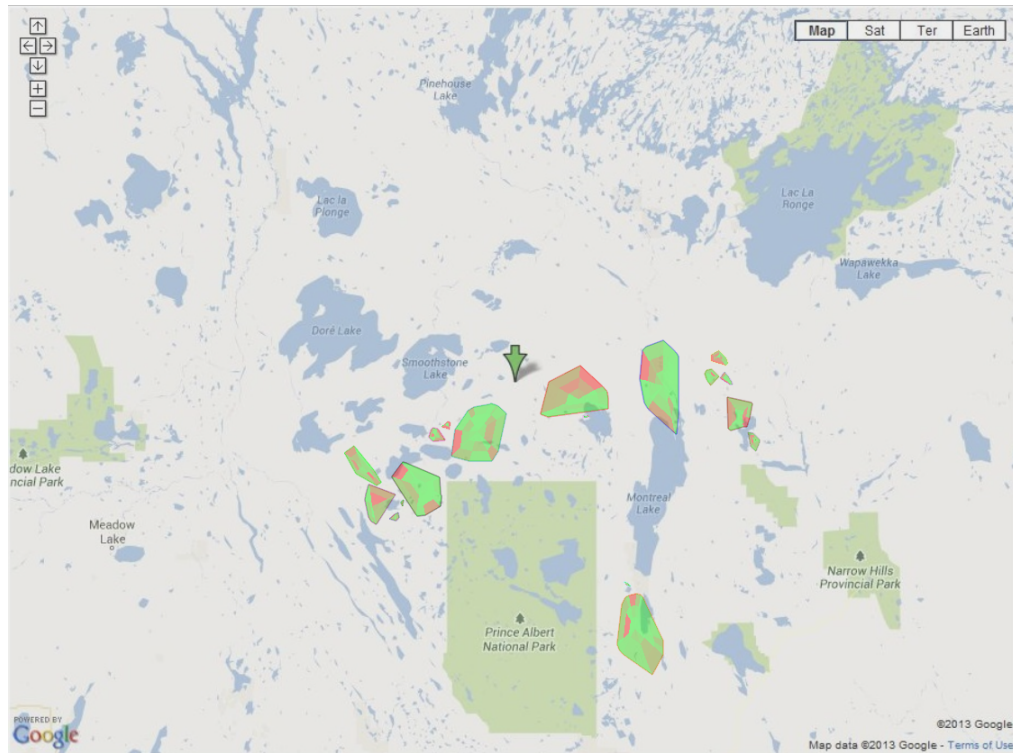 Map Sat Ter Earth
Pinehouse
Lake
Lac la
Plonge
Lac La
Ronge
Wapawekka
Lake
Doré Lake
Smoothstone
Lake
dow Lake
ncial Park
Meadow
Lake
Montreal
Lake
Narrow Hills
Provincial Park
Prince Albert
National Park
POWERED BY
Google
©2013 Google
Map data ©2013 Google - Terms of Use